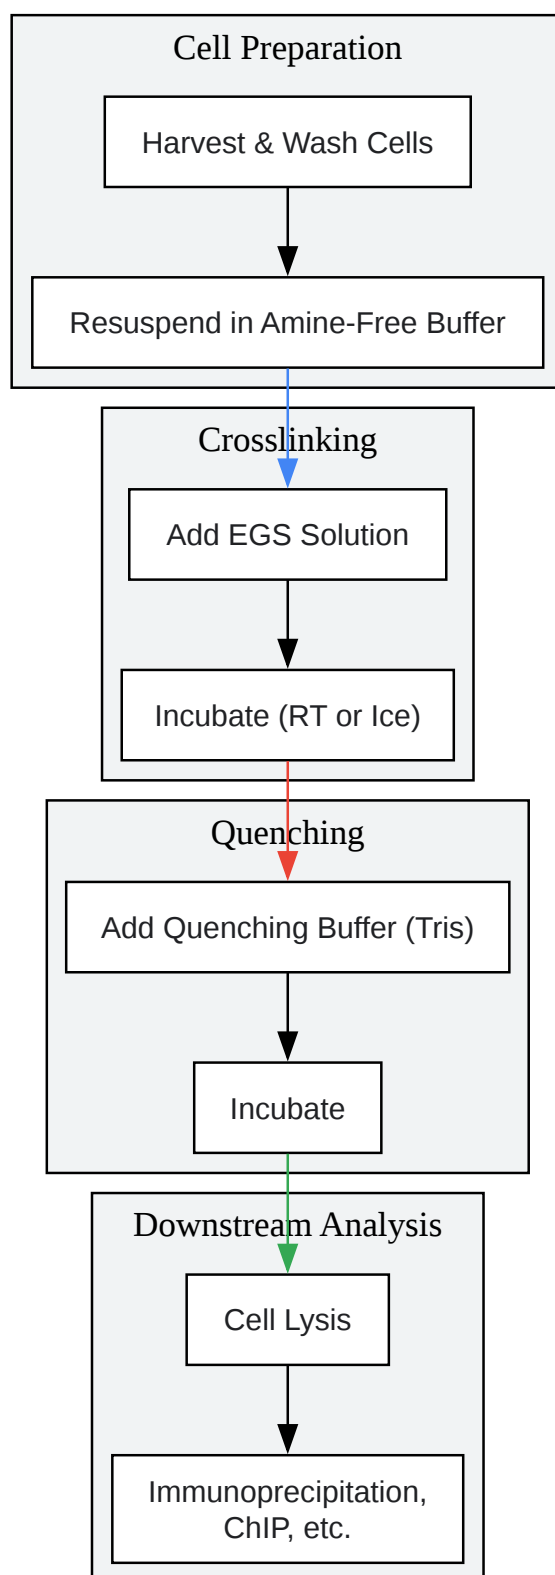 Cell Preparation
Harvest & Wash Cells
Resuspend in Amine-Free Buffer
Crosslinking
Add EGS Solution
Incubate (RT or Ice)
Quenching
Add Quenching Buffer (Tris)
Incubate
Downstream Analysis
Cell Lysis
Immunoprecipitation,
ChIP, etc.